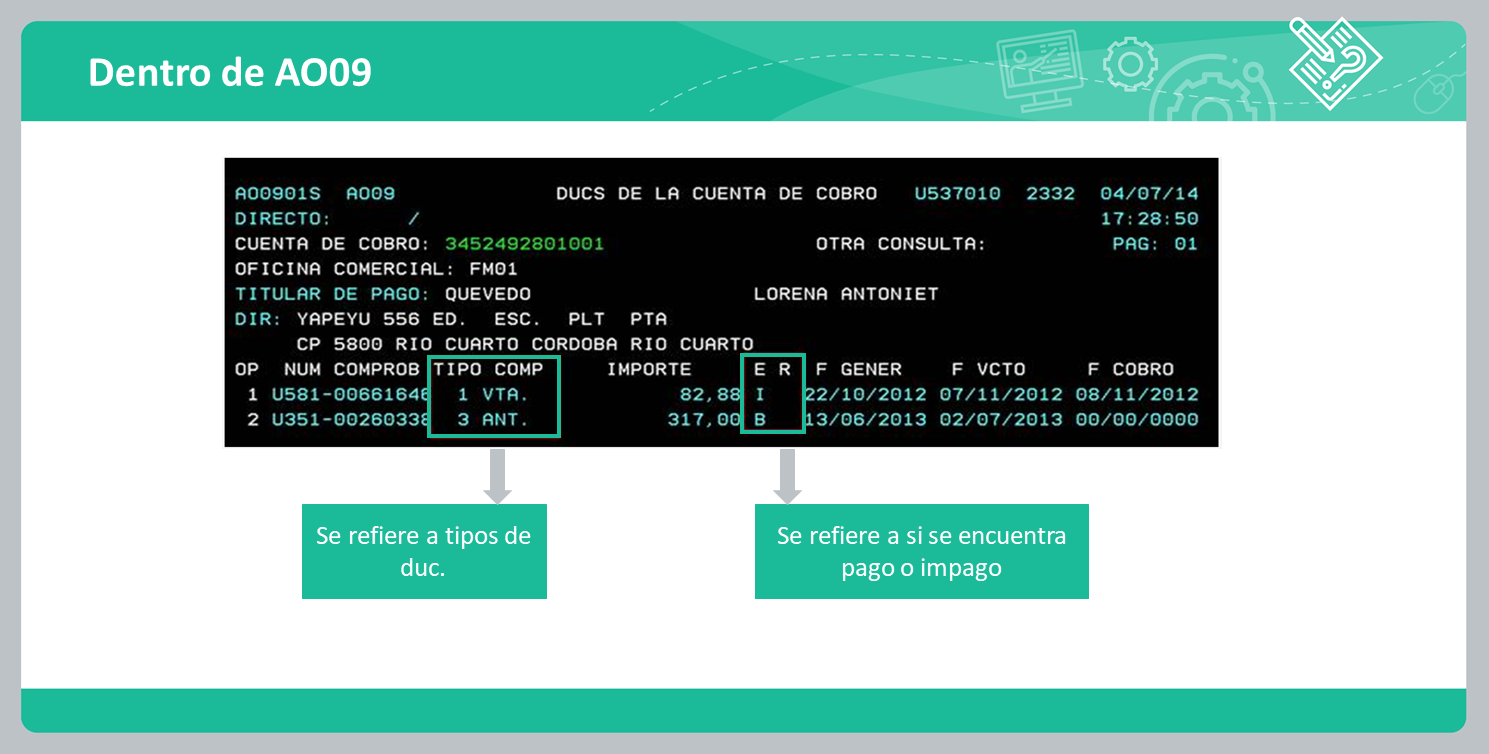 Dentro de AO09
AO0901S AO09 DUCS DE LA CUENTA DE COBRO U537010 2332 04/07/14
DIRECTO: / 17:28:50
CUENTA DE COBRO: 3452492801001 OTRA CONSULTA: PAG: 01
OFICINA COMERCIAL: FM01
TITULAR DE PAGO: QUEVEDO LORENA ANTONIET
DIR: YAPEYU 556 ED. ESC. PLT PTA
CP 5800 RIO CUARTO CORDOBA RIO CUARTO
OP NUM COMPROB TIPO COMP IMPORTE E R F GENER F VCTO F COBRO
1 U581-00661646 1 VTA. 82,88 I 22/10/2012 07/11/2012 08/11/2012
2 U351-00260338 3 ANT. 317,00 B 13/06/2013 02/07/2013 00/00/0000
Se refiere a tipos de
duc.
Se refiere a si se encuentra
pago o impago